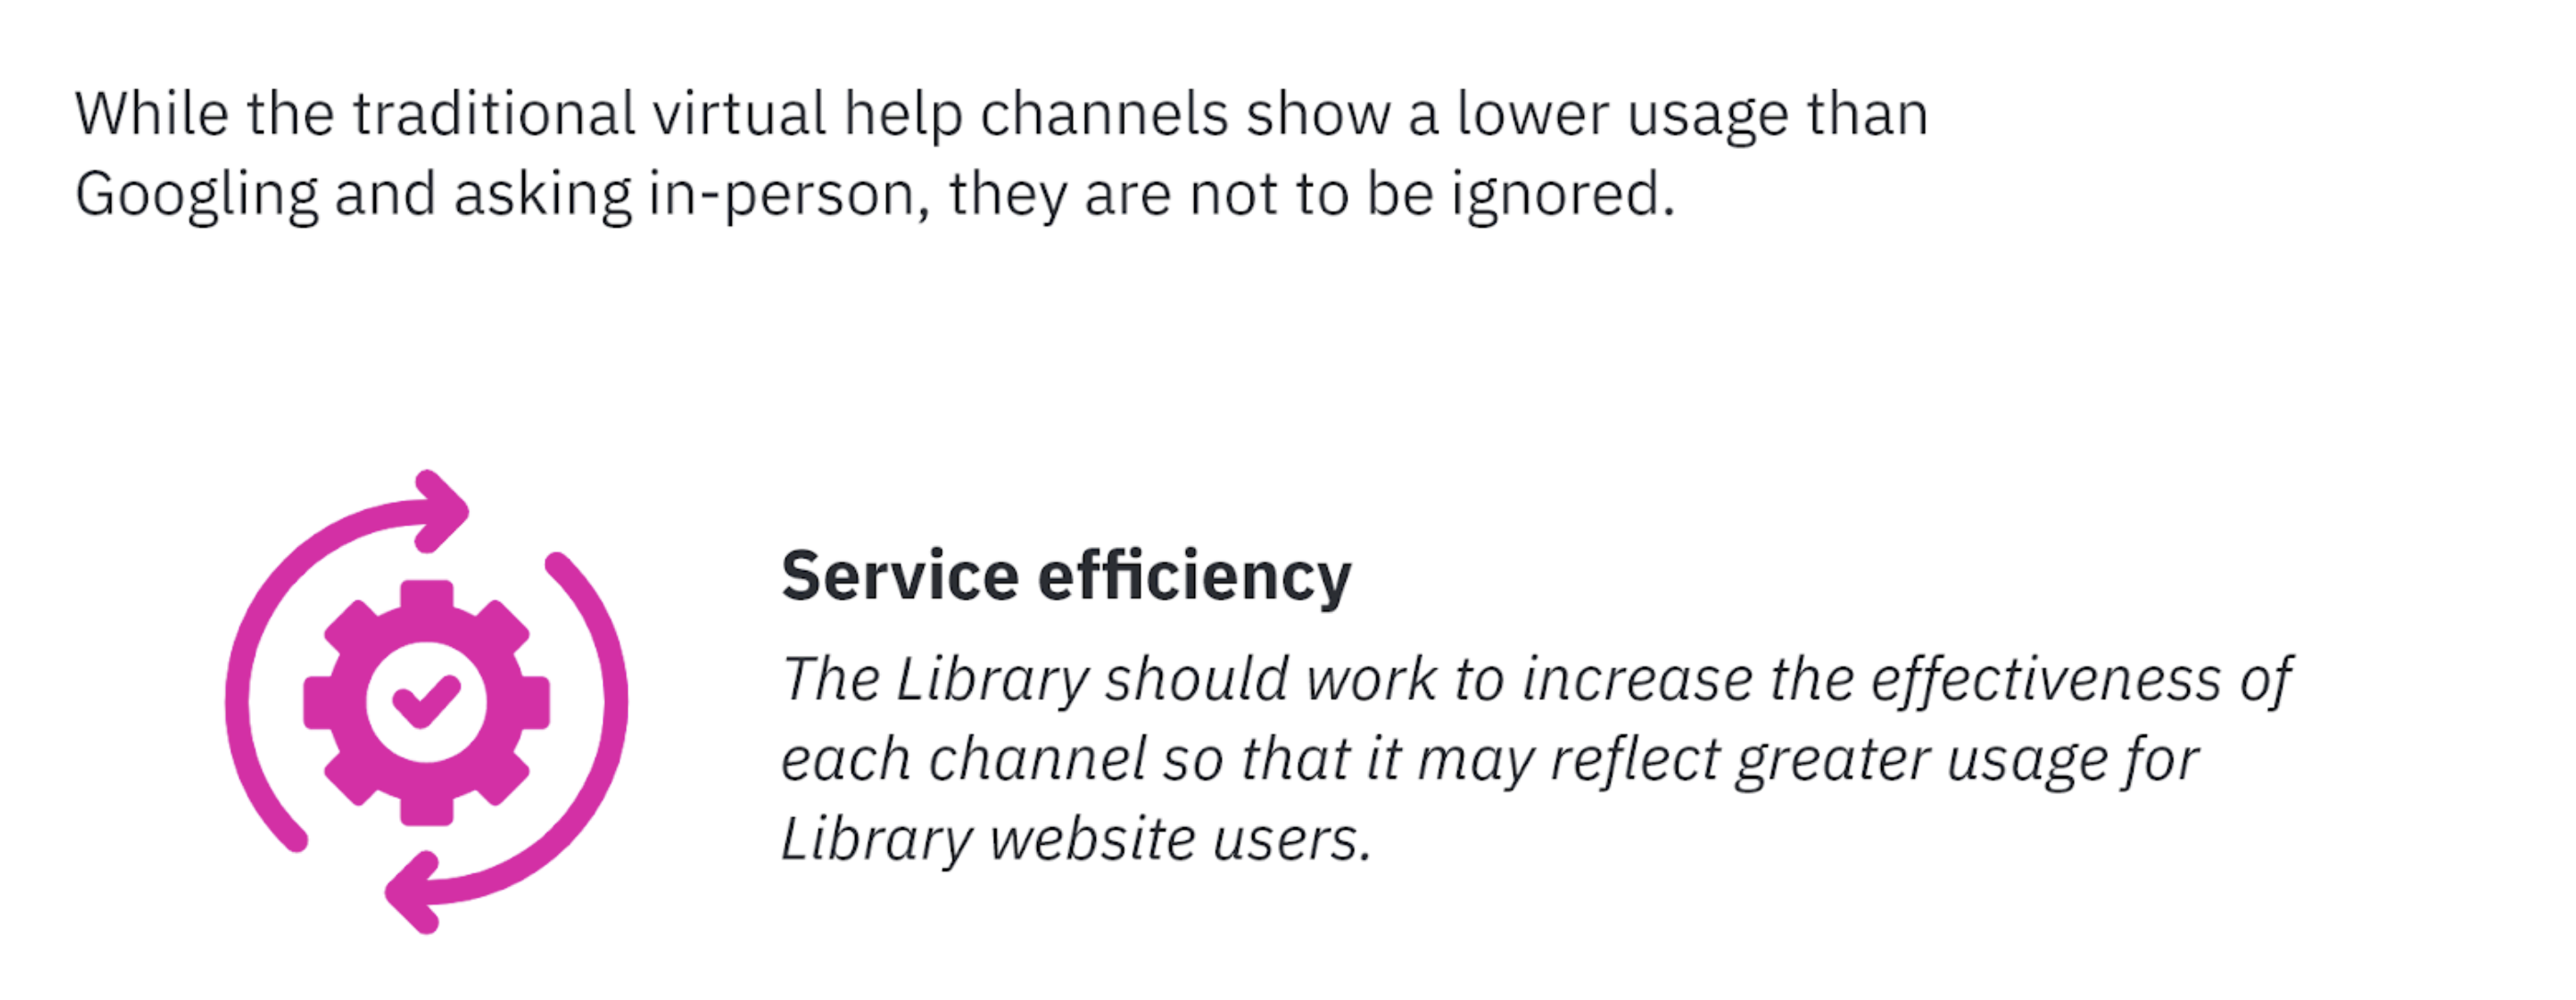 While the traditional virtual help channels show a lower usage than
Googling and asking in-person, they are not to be ignored.
Service efficiency
The Library should work to increase the effectiveness of
each channel so that it may reflect greater usage for
Library website users.